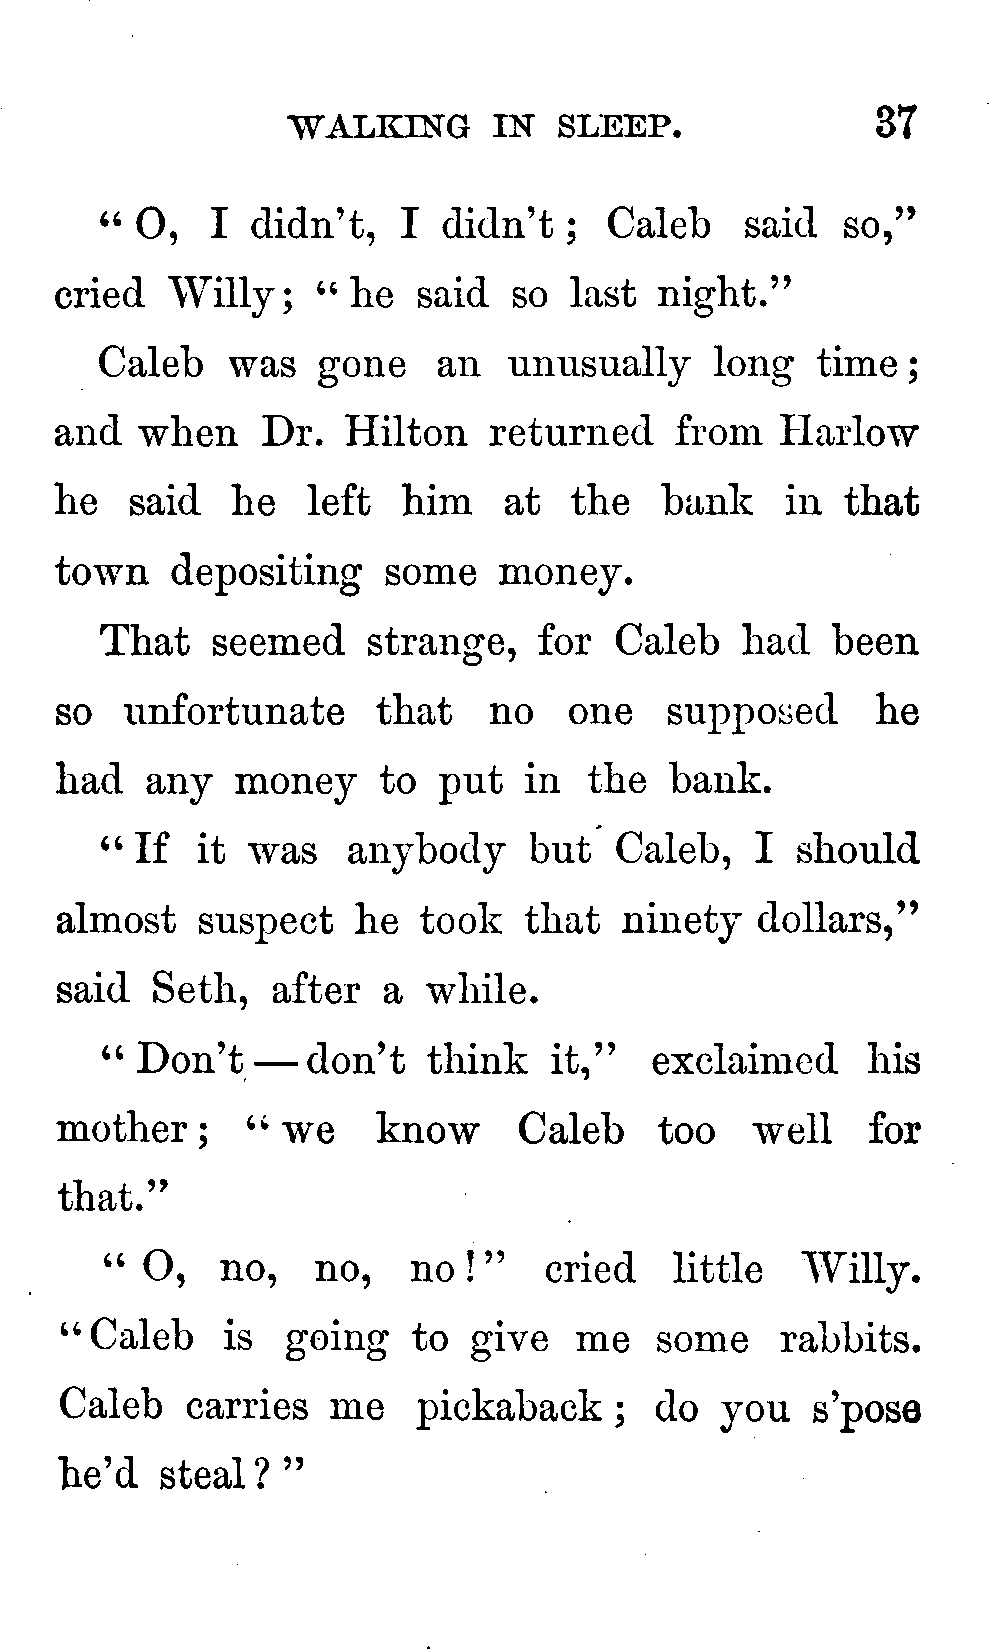 WALKING IN SLEEP. 37
“ O, I didn’t, I didn’t ; Caleb said so,”
cried Willy ; “ he said so last night.”
Caleb was gone an unusually long time ;
and when Dr. Hilton returned from Harlow
he said he left him at the bank in that
town depositing some money.
That seemed strange, for Caleb had been
so unfortunate that no one supposed he
had any money to put in the bank.
“ If it was anybody but Caleb, I should
almost suspect he took that ninety dollars,”
said Seth, after a while.
“ Don’t — don’t think it,” exclaimed his
mother ; “ we know Caleb too well for
that.”
“ O, no, no, no ! ” cried little Willy.
“ Caleb is going to give me some rabbits.
Caleb carries me pickaback ; do you s’pose
he’d steal ? ”